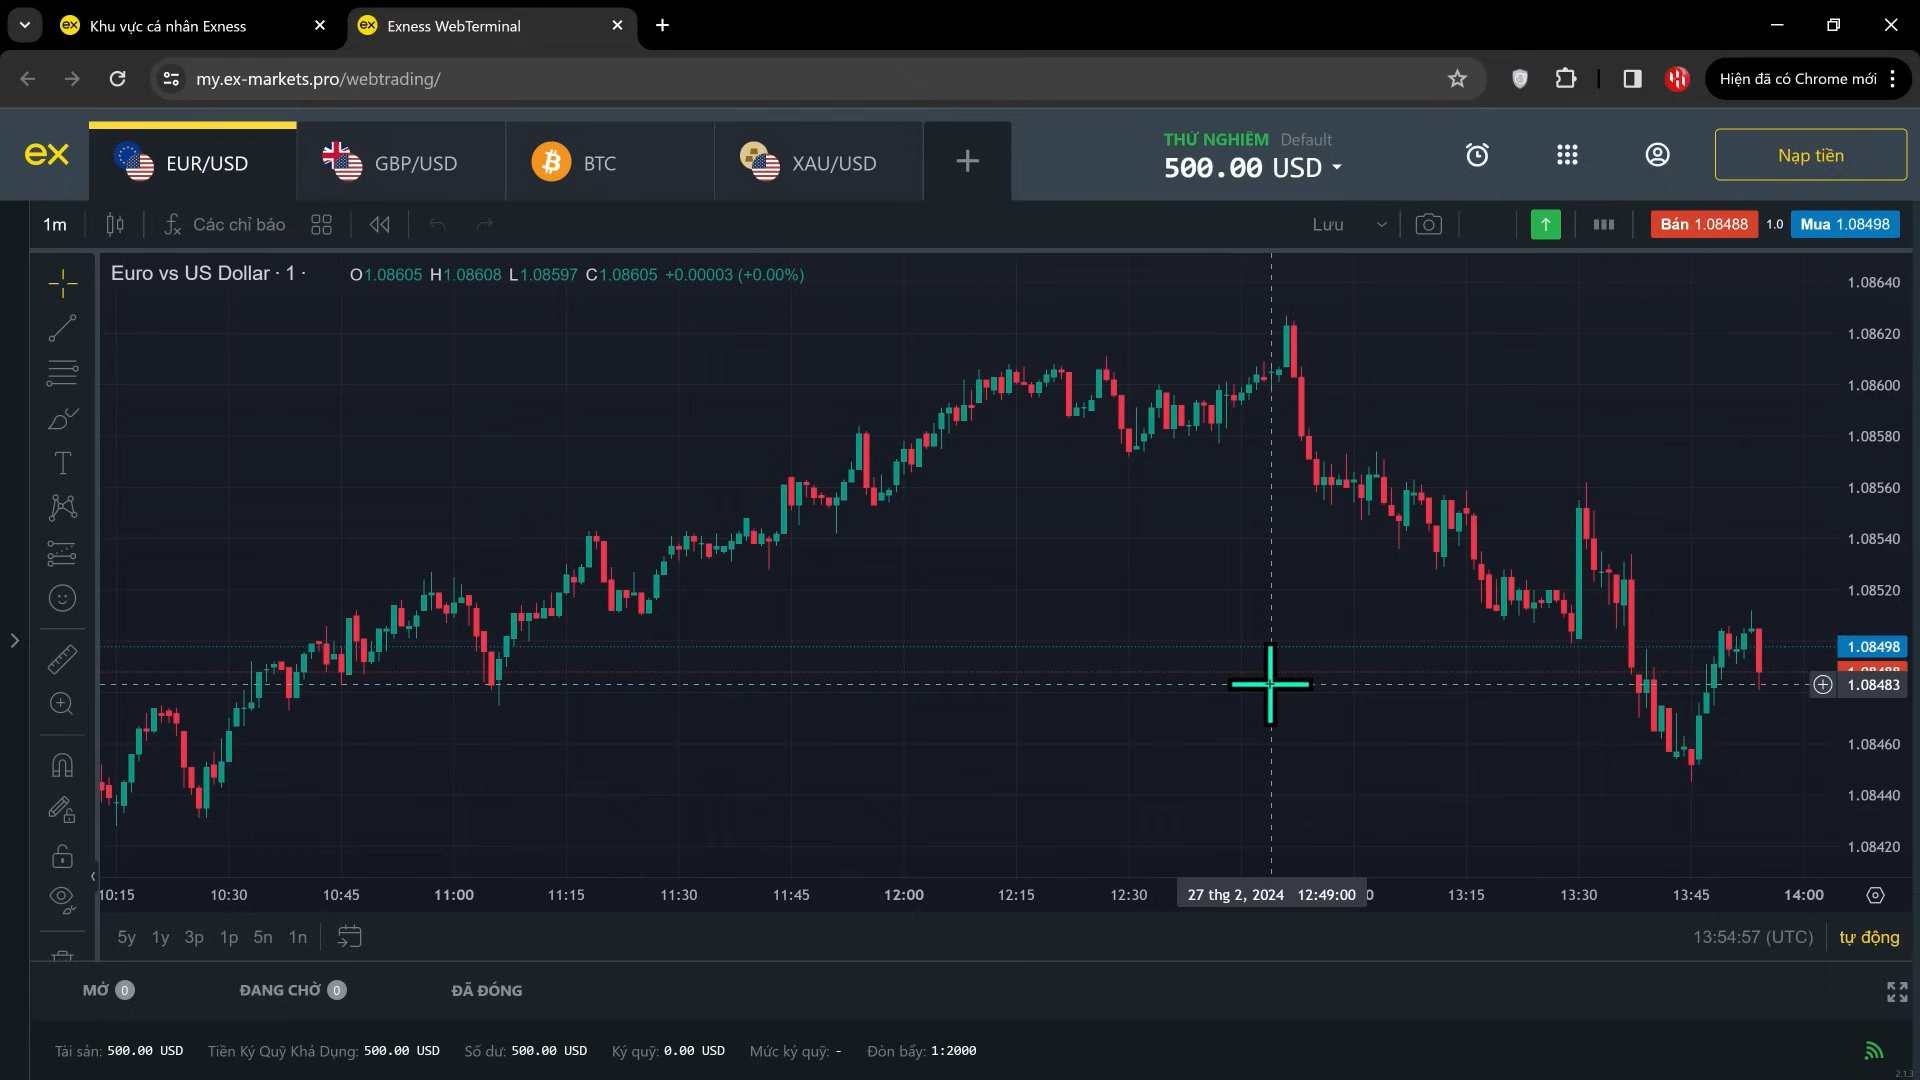 Khu vực cá nhân Exness
Exness WebTerminal
my.ex-markets.pro/webtrading/
Hiện đã có Chrome mới
ex
EUR/USD
GBP/USD
BTC
XAU/USD
THỬ NGHIỆM Default
500.00 USD
Nạp tiền
1m
Các chỉ báo
Lưu
Bán 1.08488
1.0
Mua 1.08498
Euro vs US Dollar · 1 ·
O1.08605 H1.08608 L1.08597 C1.08605 +0.00003 (+0.00%)
1.08640
1.08620
1.08600
1.08580
1.08560
1.08540
1.08520
1.08498
1.08488
1.08483
1.08460
1.08440
1.08420
10:15 10:30 10:45 11:00 11:15 11:30 11:45 12:00 12:15 12:30 27 thg 2, 2024 12:49:00 0 13:15 13:30 13:45 14:00
5y 1y 3p 1p 5n 1n
13:54:57 (UTC)
tự động
MỞ 0
ĐANG CHỜ 0
ĐÃ ĐÓNG
Tài sản: 500.00 USD Tiền Ký Quỹ Khả Dụng: 500.00 USD Số dư: 500.00 USD Ký quỹ: 0.00 USD Mức ký quỹ: - Đòn bẩy: 1:2000
2.1.3